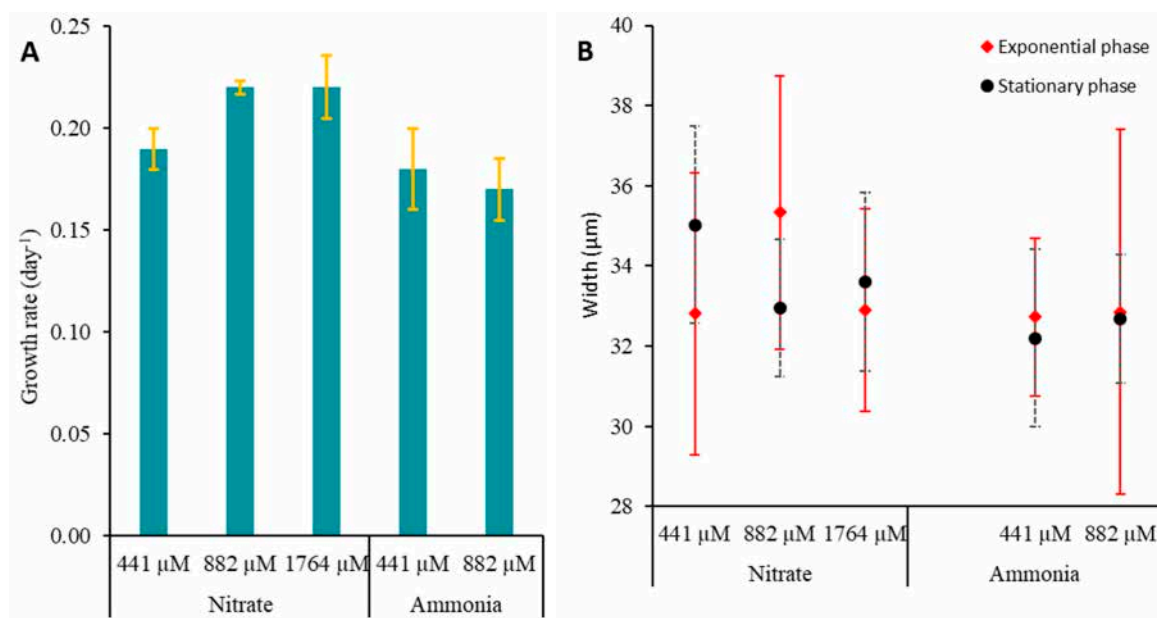 A
Growth rate (day-1)
0.25
0.20
0.15
0.10
0.05
0.00
441 µM 882 µM 1764 µM 441 µM 882 µM
Nitrate Ammonia
B
Width (µm)
40
38
36
34
32
30
28
Exponential phase
Stationary phase
441 µM 882 µM 1764 µM 441 µM 882 µM
Nitrate Ammonia